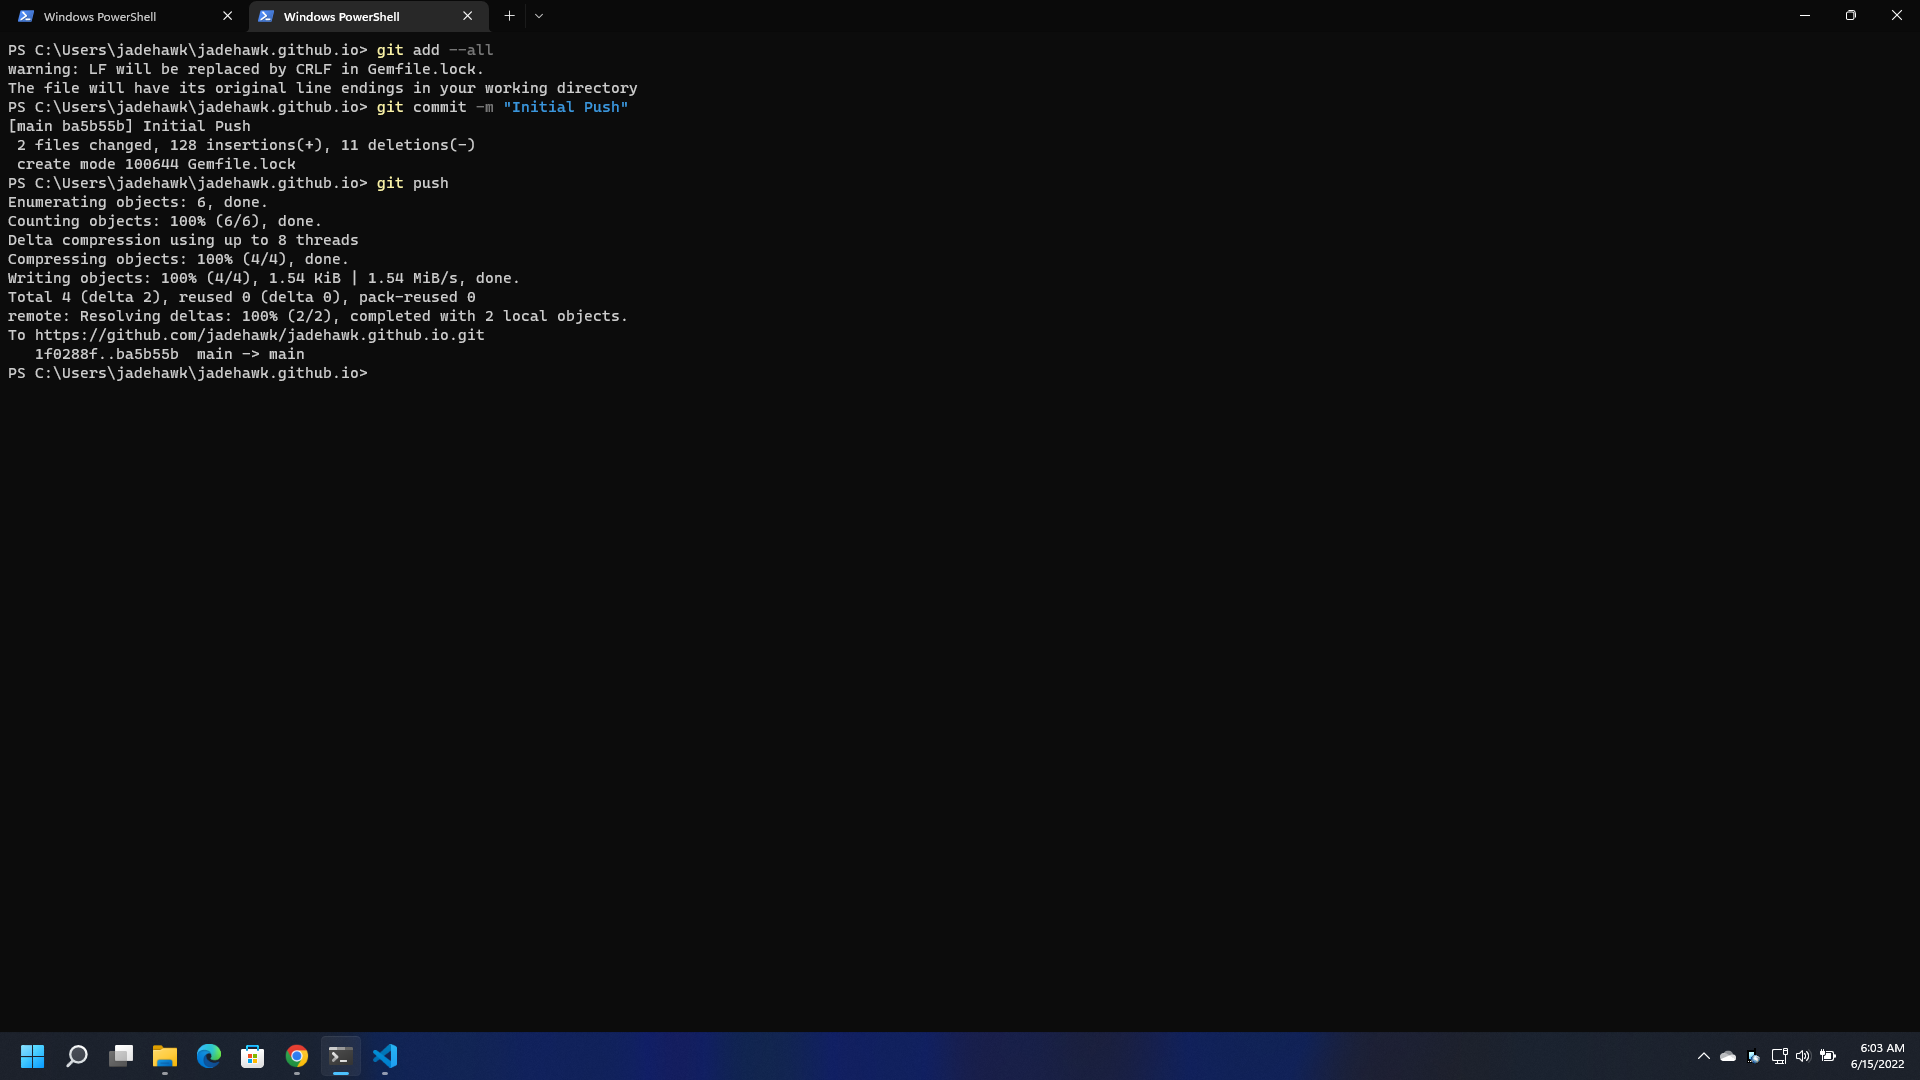 Windows PowerShell
Windows PowerShell
PS C:\Users\jadehawk\jadehawk.github.io> git add --all
warning: LF will be replaced by CRLF in Gemfile.lock.
The file will have its original line endings in your working directory
PS C:\Users\jadehawk\jadehawk.github.io> git commit -m "Initial Push"
[main ba5b55b] Initial Push
 2 files changed, 128 insertions(+), 11 deletions(-)
 create mode 100644 Gemfile.lock
PS C:\Users\jadehawk\jadehawk.github.io> git push
Enumerating objects: 6, done.
Counting objects: 100% (6/6), done.
Delta compression using up to 8 threads
Compressing objects: 100% (4/4), done.
Writing objects: 100% (4/4), 1.54 KiB | 1.54 MiB/s, done.
Total 4 (delta 2), reused 0 (delta 0), pack-reused 0
remote: Resolving deltas: 100% (2/2), completed with 2 local objects.
To https://github.com/jadehawk/jadehawk.github.io.git
   1f0288f..ba5b55b  main -> main
PS C:\Users\jadehawk\jadehawk.github.io>
6:03 AM
6/15/2022